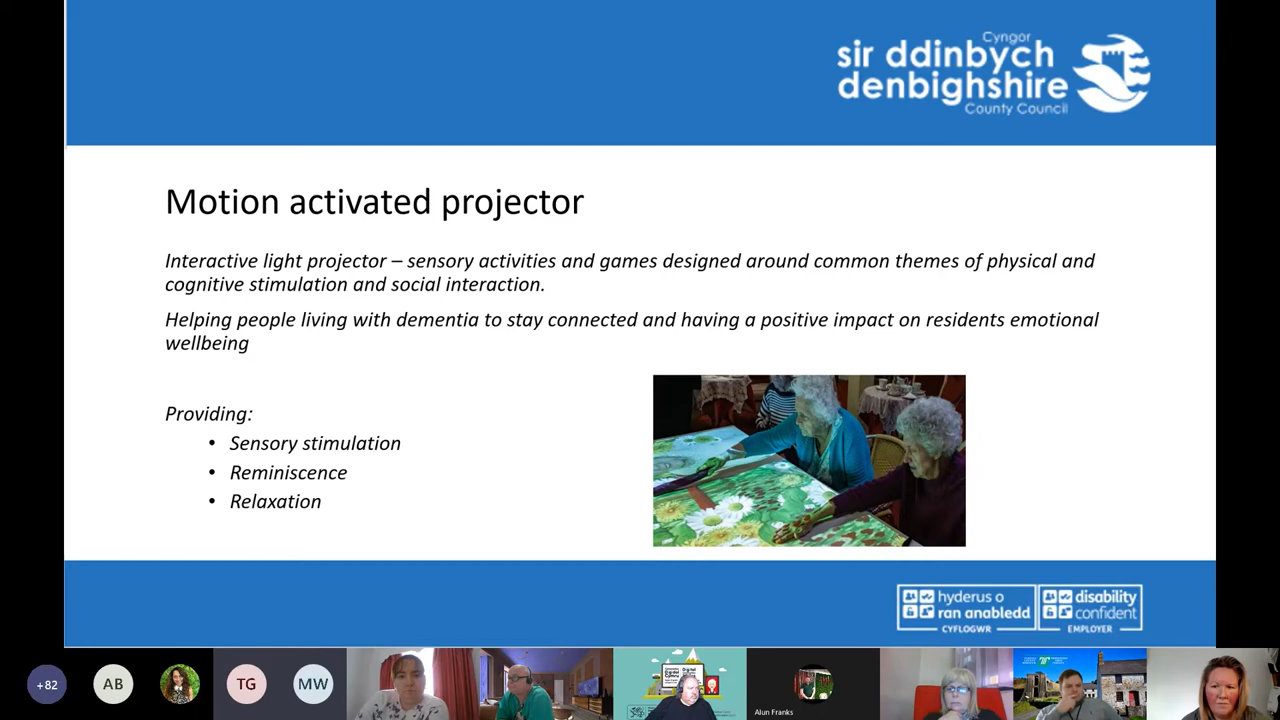 Cyngor
sir ddinbych
denbighshire
County Council
Motion activated projector
Interactive light projector – sensory activities and games designed around common themes of physical and
cognitive stimulation and social interaction.
Helping people living with dementia to stay connected and having a positive impact on residents emotional
wellbeing
Providing:
• Sensory stimulation
• Reminiscence
• Relaxation
hyderus o
ran anabledd
CYFLOGWR
disability
confident
EMPLOYER
+82
AB
TG
MW
Alun Franks